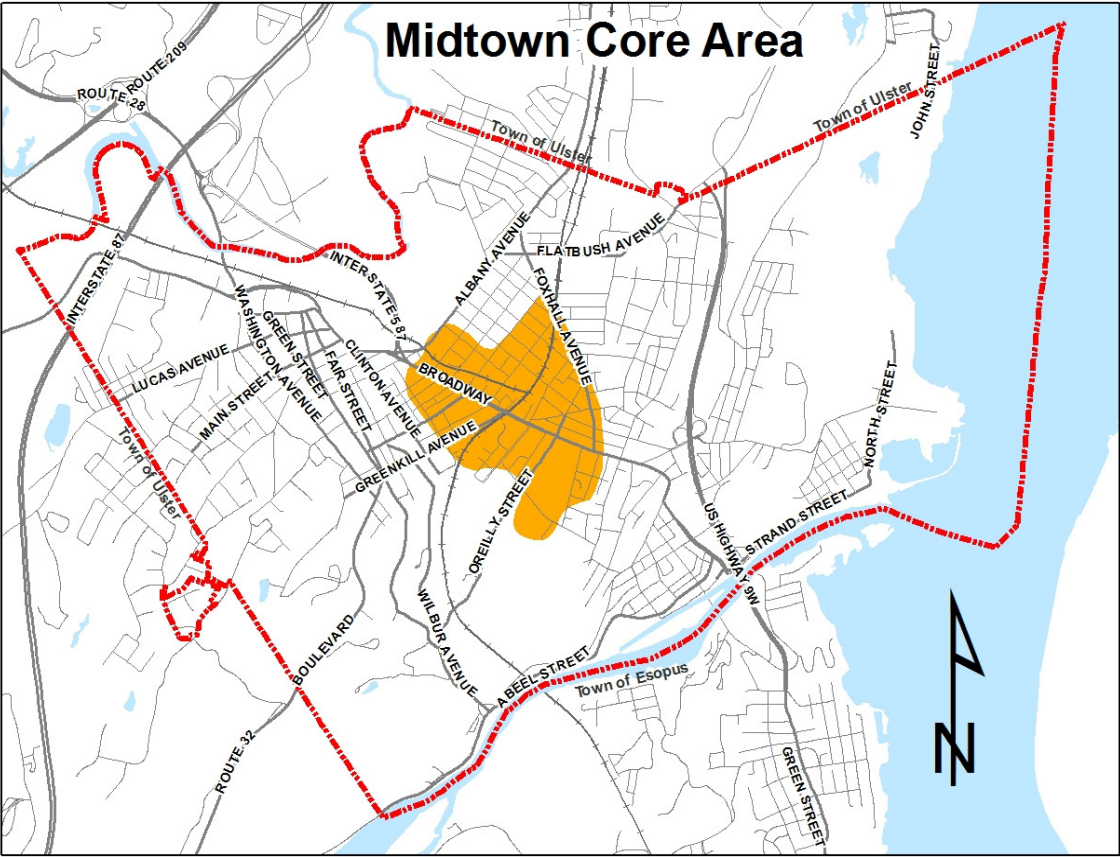 Midtown Core Area
ROUTE 209
ROUTE 28
JOHN STREET
Town of Ulster
Town of Ulster
ALBANY AVENUE
FLATBUSH AVENUE
INTERSTATE 87
INTERSTATE 587
FOXHALL AVENUE
WASHINGTON AVENUE
GREEN STREET
FAIR STREET
CLINTON AVENUE
LUCAS AVENUE
MAIN STREET
BROADWAY
GREENKILL AVENUE
NORTH STREET
Town of Ulster
OREILLY STREET
US HIGHWAY 9W
STRAND STREET
WILBUR AVENUE
BOULEVARD
ABEEL STREET
Town of Esopus
ROUTE 32
GREEN STREET
N